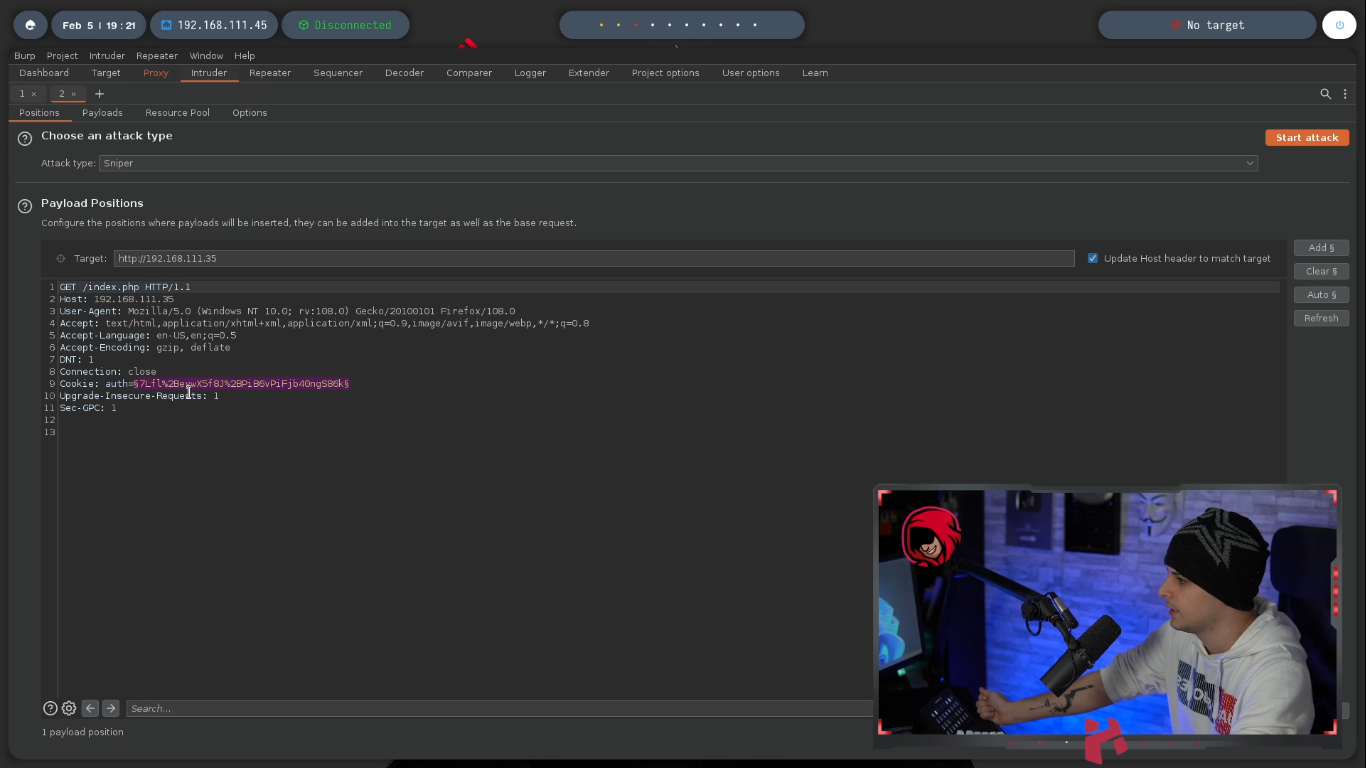 Feb 5 | 19:21
192.168.111.45
Disconnected
No target
Burp Project Intruder Repeater Window Help
Dashboard Target Proxy Intruder Repeater Sequencer Decoder Comparer Logger Extender Project options User options Learn
1 × 2 × +
Positions Payloads Resource Pool Options
? Choose an attack type
Start attack
Attack type: Sniper
? Payload Positions
Configure the positions where payloads will be inserted, they can be added into the target as well as the base request.
Add §
Target: http://192.168.111.35
Update Host header to match target
Clear §
Auto §
Refresh
1 GET /index.php HTTP/1.1
2 Host: 192.168.111.35
3 User-Agent: Mozilla/5.0 (Windows NT 10.0; rv:108.0) Gecko/20100101 Firefox/108.0
4 Accept: text/html,application/xhtml+xml,application/xml;q=0.9,image/avif,image/webp,*/*;q=0.8
5 Accept-Language: en-US,en;q=0.5
6 Accept-Encoding: gzip, deflate
7 DNT: 1
8 Connection: close
9 Cookie: auth=§7Lfl%2BexwX5f8J%2BPiB6vPiFjb40ngS86k§
10 Upgrade-Insecure-Requests: 1
11 Sec-GPC: 1
12
13
Search...
1 payload position